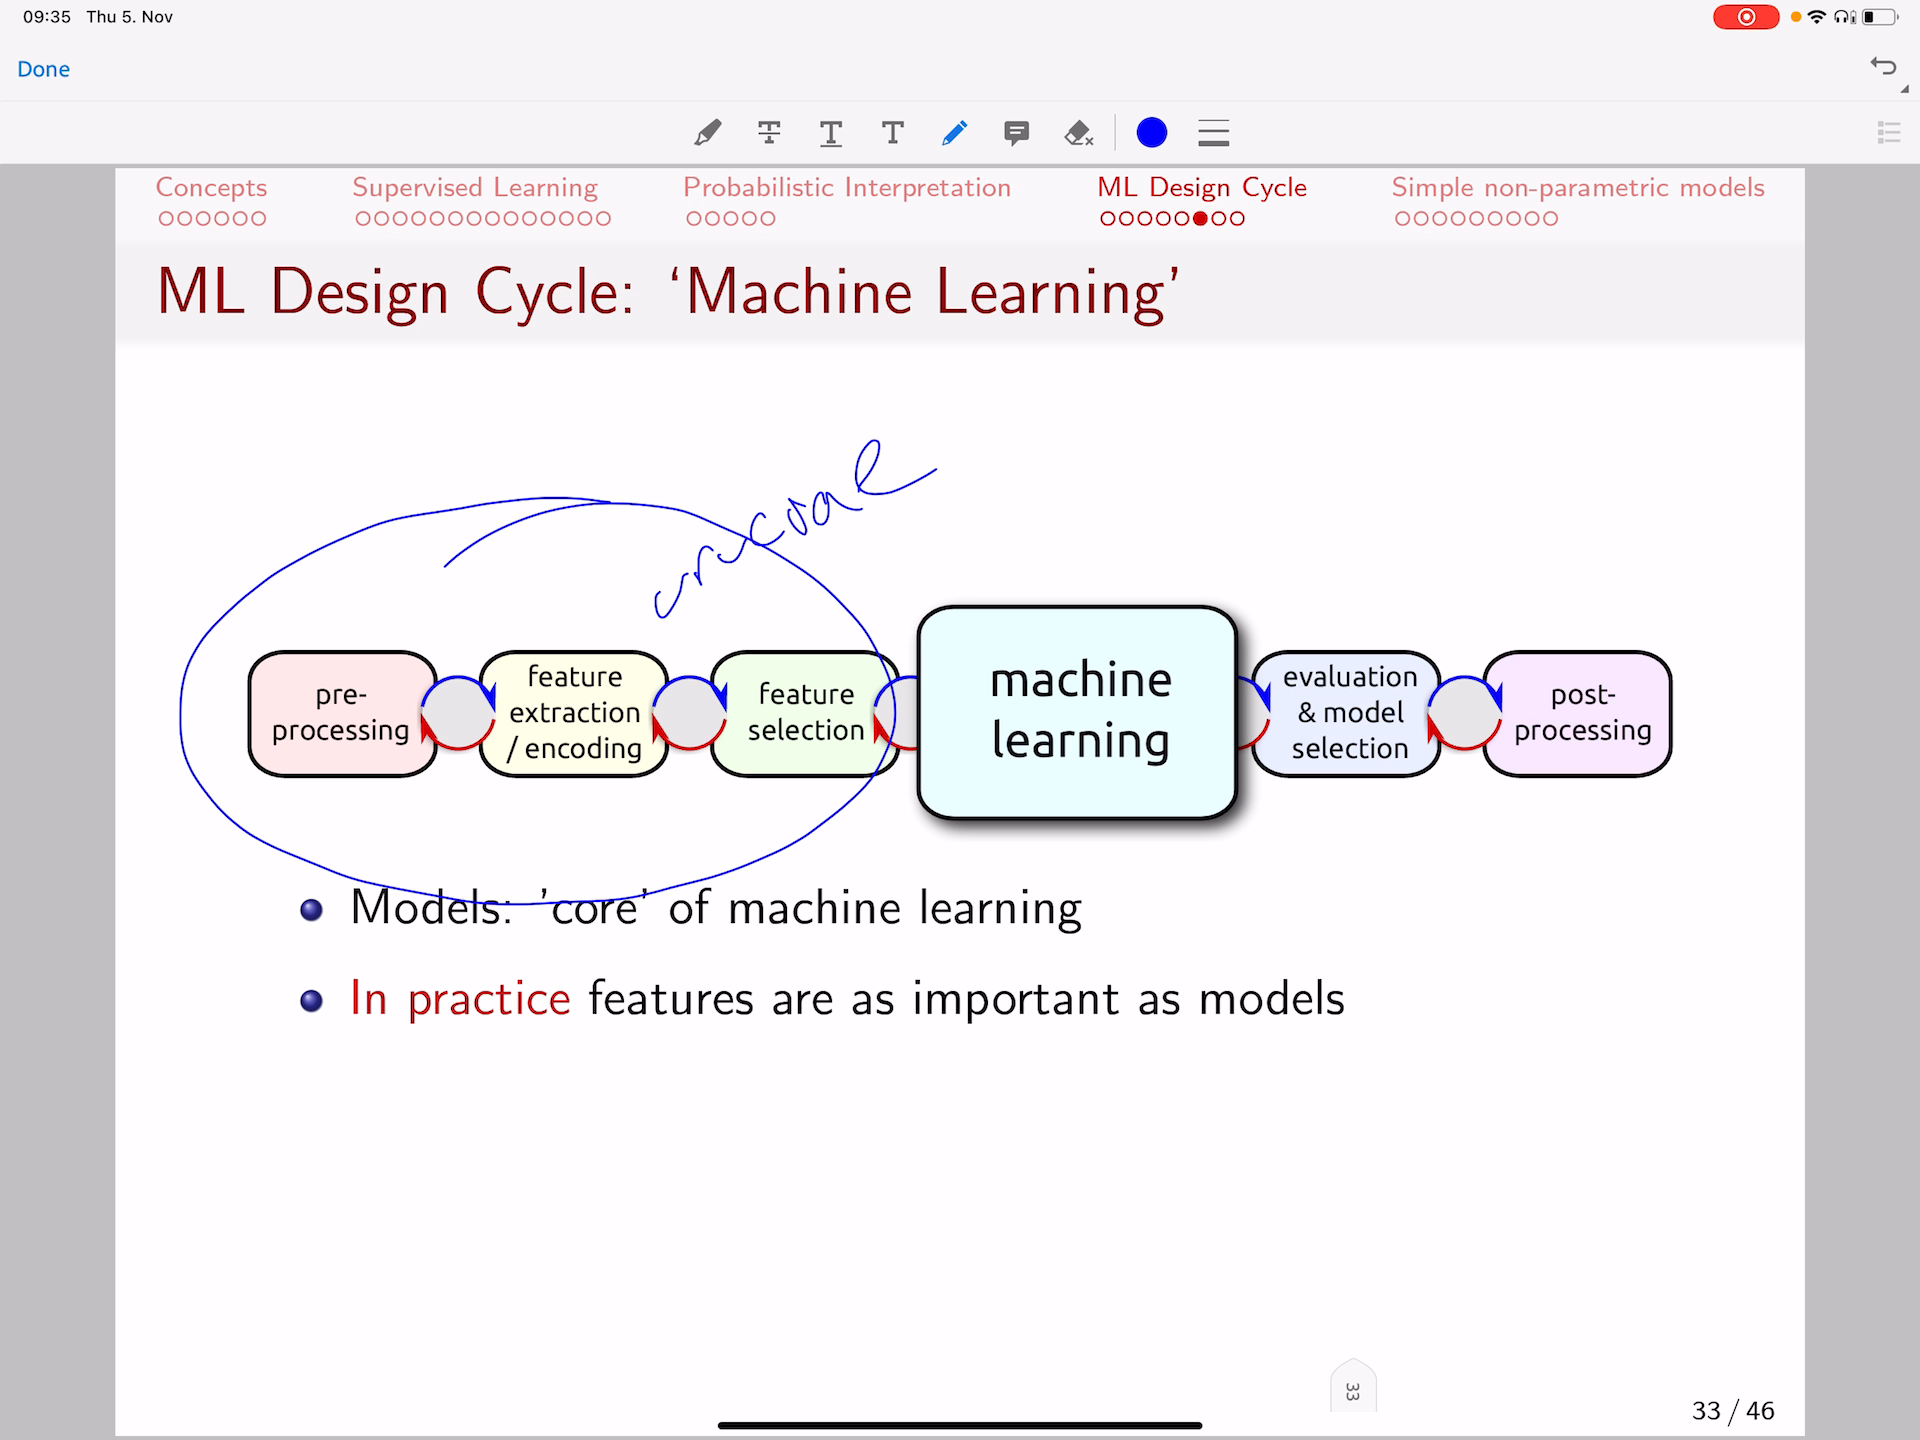 09:35 Thu 5. Nov
Done
Concepts
Supervised Learning
Probabilistic Interpretation
ML Design Cycle
Simple non-parametric models
ML Design Cycle: ‘Machine Learning’
pre-
processing
feature
extraction
/ encoding
feature
selection
machine
learning
evaluation
& model
selection
post-
processing
Models: ’core’ of machine learning
In practice features are as important as models
33
33 / 46